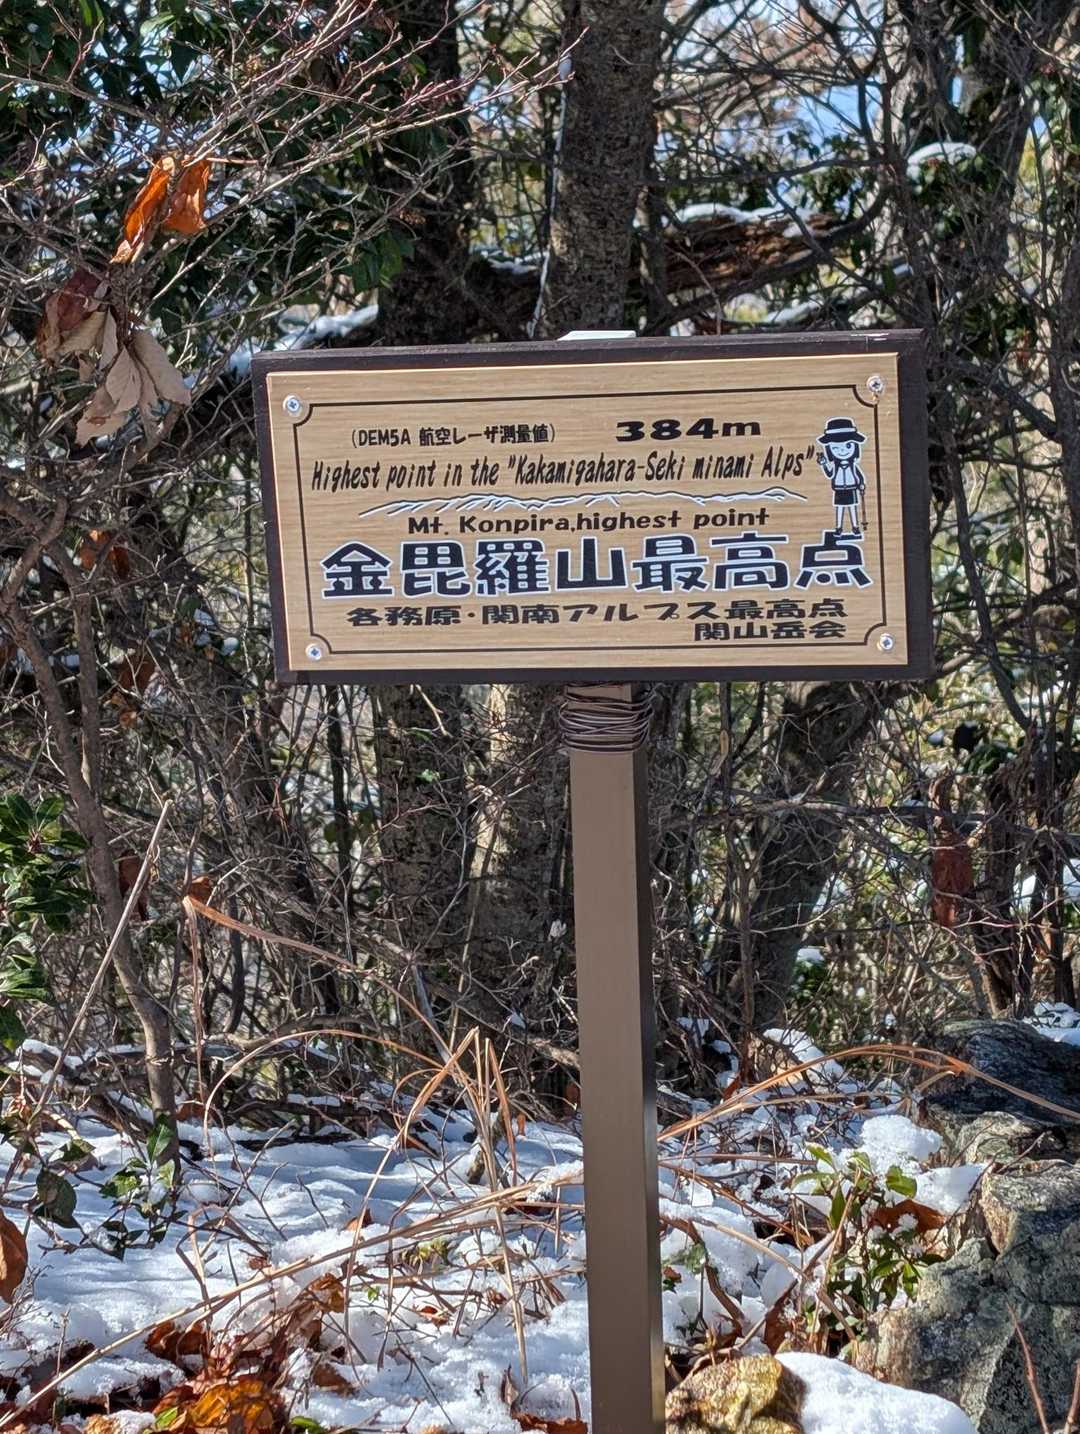 (DEM5A 航空レーザ測量値) 384m
Highest point in the "Kakamigahara-Seki minami Alps"
Mt. Konpira,highest point
金毘羅山最高点
各務原・関南アルプス最高点
関山岳会